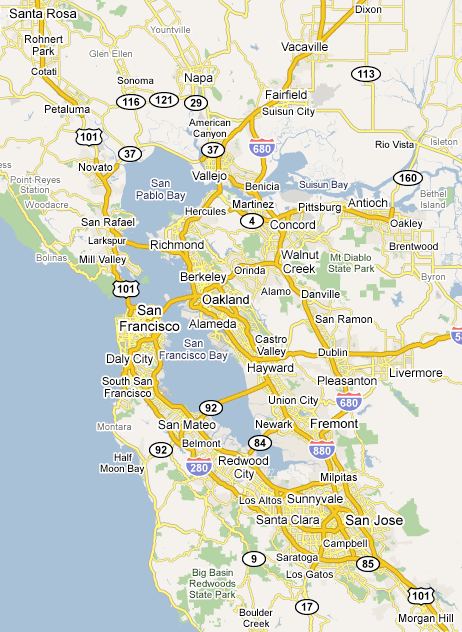 Dixon
Santa Rosa
Yountville
Rohnert
Park
Vacaville
Glen Ellen
Cotati
Sonoma
Napa
113
Petaluma
116
121
29
Fairfield
Suisun City
American
Canyon
101
37
680
Rio Vista
Isleton
37
Novato
Vallejo
ess
Point Reyes
Station
San
Pablo Bay
Benicia
Suisun Bay
160
Woodacre
Hercules
Martinez
Pittsburg
Antioch
Bethel
Island
San Rafael
4
Concord
Oakley
Larkspur
Richmond
Brentwood
Bolinas
Mill Valley
Walnut
Creek
Mt Diablo
State Park
Berkeley
Orinda
Byron
101
Oakland
Alamo
Danville
San
Francisco
Alameda
San Ramon
San
Francisco Bay
Castro
Valley
5
Daly City
Dublin
Hayward
Livermore
South San
Francisco
Pleasanton
92
Union City
680
Montara
San Mateo
Newark
Fremont
92
Belmont
84
880
Half
Moon Bay
280
Redwood
City
Milpitas
Los Altos
Sunnyvale
Santa Clara
San Jose
Campbell
9
Saratoga
85
Big Basin
Redwoods
State Park
Los Gatos
101
Boulder
Creek
17
Morgan Hill